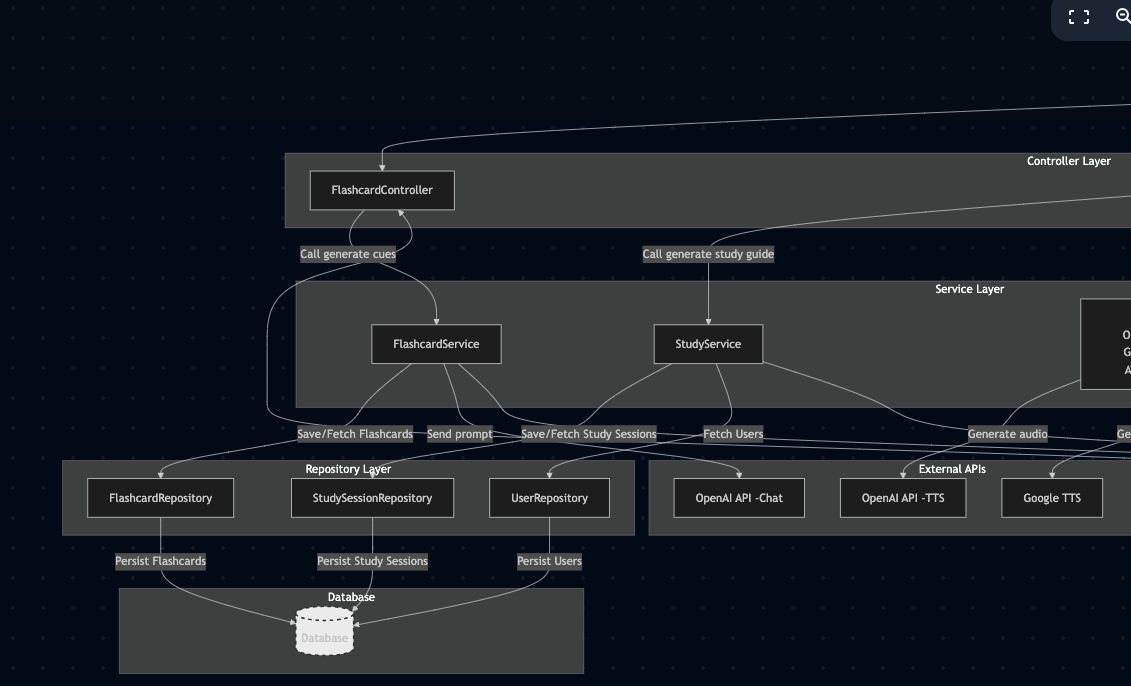 Controller Layer
FlashcardController
Call generate cues
Call generate study guide
Service Layer
FlashcardService
StudyService
O
G
A
Save/Fetch Flashcards
Send prompt
Save/Fetch Study Sessions
Fetch Users
Generate audio
Ge
Repository Layer
External APIs
FlashcardRepository
StudySessionRepository
UserRepository
OpenAI API -Chat
OpenAI API -TTS
Google TTS
Persist Flashcards
Persist Study Sessions
Persist Users
Database
Database